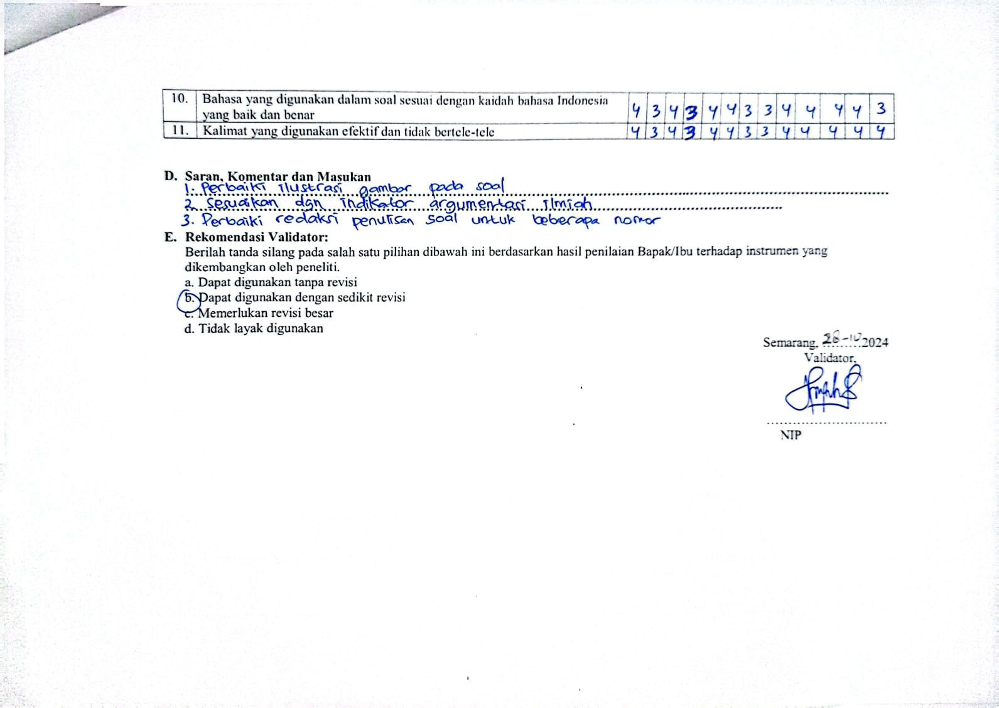 10. Bahasa yang digunakan dalam soal sesuai dengan kaidah bahasa Indonesia 4 3 4 3 4 4 3 3 4 4 4 4 3
yang baik dan benar
11. Kalimat yang digunakan efektif dan tidak bertele-tele 4 3 4 3 4 4 3 3 4 4 4 4 4
D. Saran, Komentar dan Masukan
1. Perbaiki ilustrasi gambar pada soal
2. Sesuaikan dgn indikator argumentasi ilmiah
3. Perbaiki redaksi penulisan soal untuk beberapa nomor
E. Rekomendasi Validator:
Berilah tanda silang pada salah satu pilihan dibawah ini berdasarkan hasil penilaian Bapak/Ibu terhadap instrumen yang
dikembangkan oleh peneliti.
a. Dapat digunakan tanpa revisi
b. Dapat digunakan dengan sedikit revisi
c. Memerlukan revisi besar
d. Tidak layak digunakan
Semarang, 28-10 2024
Validator,
NIP